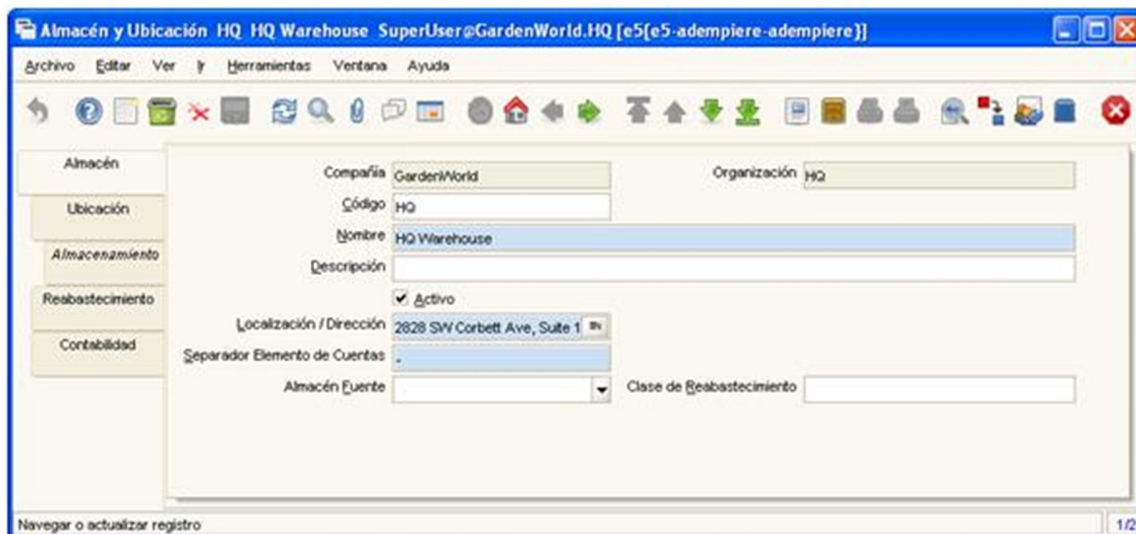 Almacén y Ubicación HQ HQ Warehouse SuperUser@GardenWorld.HQ [e5{e5-adempiere-adempiere}]
Archivo Editar Ver Ir Herramientas Ventana Ayuda
Almacén
Ubicación
Almacenamiento
Reabastecimiento
Contabilidad
Compañía GardenWorld Organización HQ
Código HQ
Nombre HQ Warehouse
Descripción
Activo
Localización / Dirección 2828 SW Corbett Ave, Suite 1
Separador Elemento de Cuentas -
Almacén Fuente Clase de Reabastecimiento
Navegar o actualizar registro 1/2